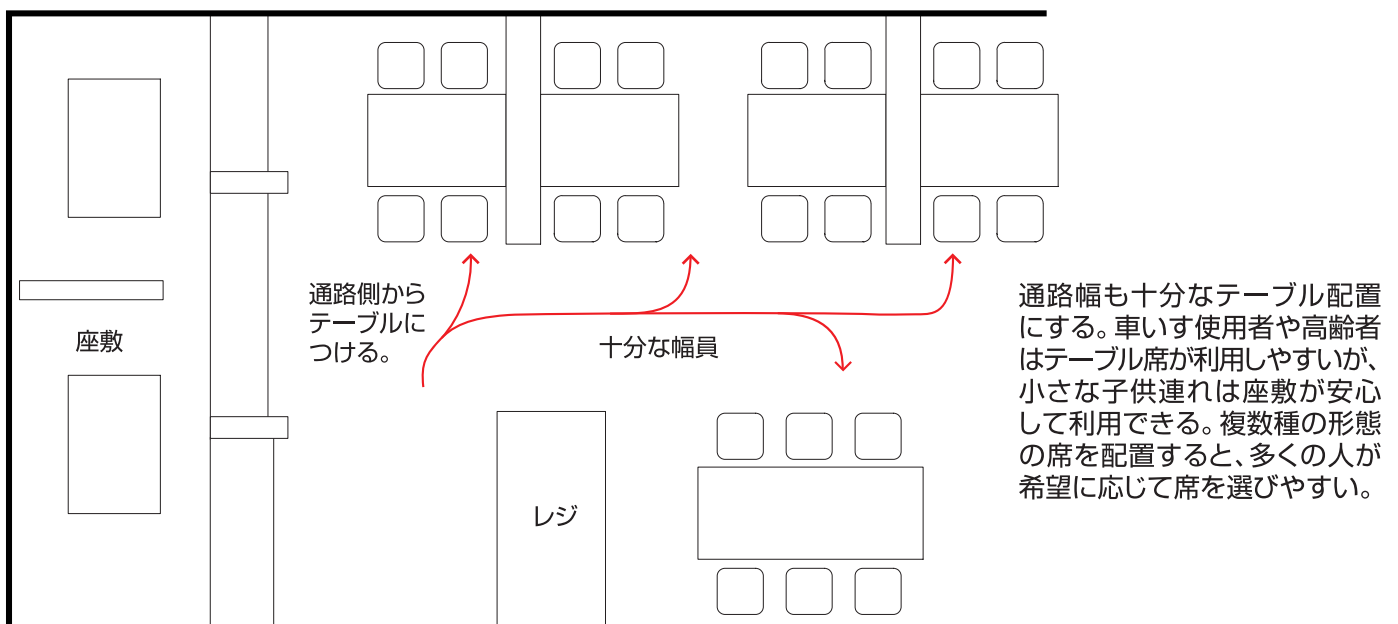 通路側から
テーブルに
つける。
座敷
十分な幅員
レジ
通路幅も十分なテーブル配置
にする。車いす使用者や高齢者
はテーブル席が利用しやすいが、
小さな子供連れは座敷が安心
して利用できる。複数種の形態
の席を配置すると、多くの人が
希望に応じて席を選びやすい。